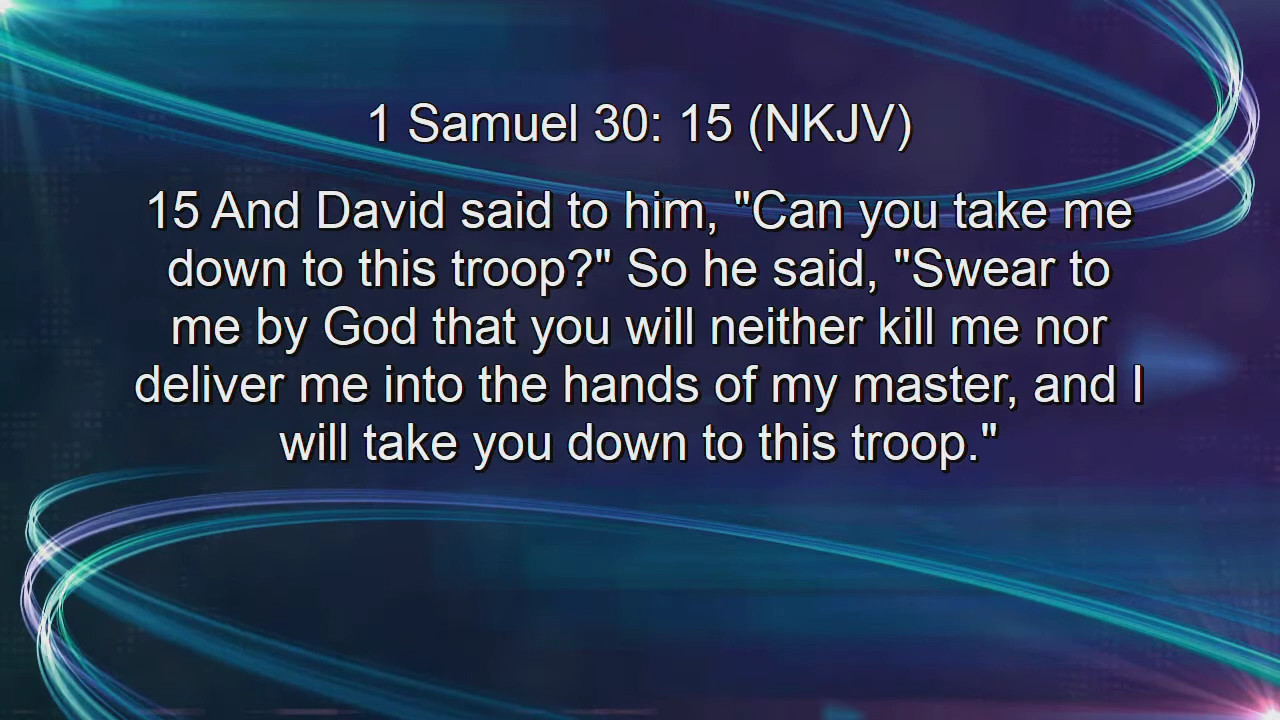 1 Samuel 30: 15 (NKJV)
15 And David said to him, "Can you take me
down to this troop?" So he said, "Swear to
me by God that you will neither kill me nor
deliver me into the hands of my master, and I
will take you down to this troop."